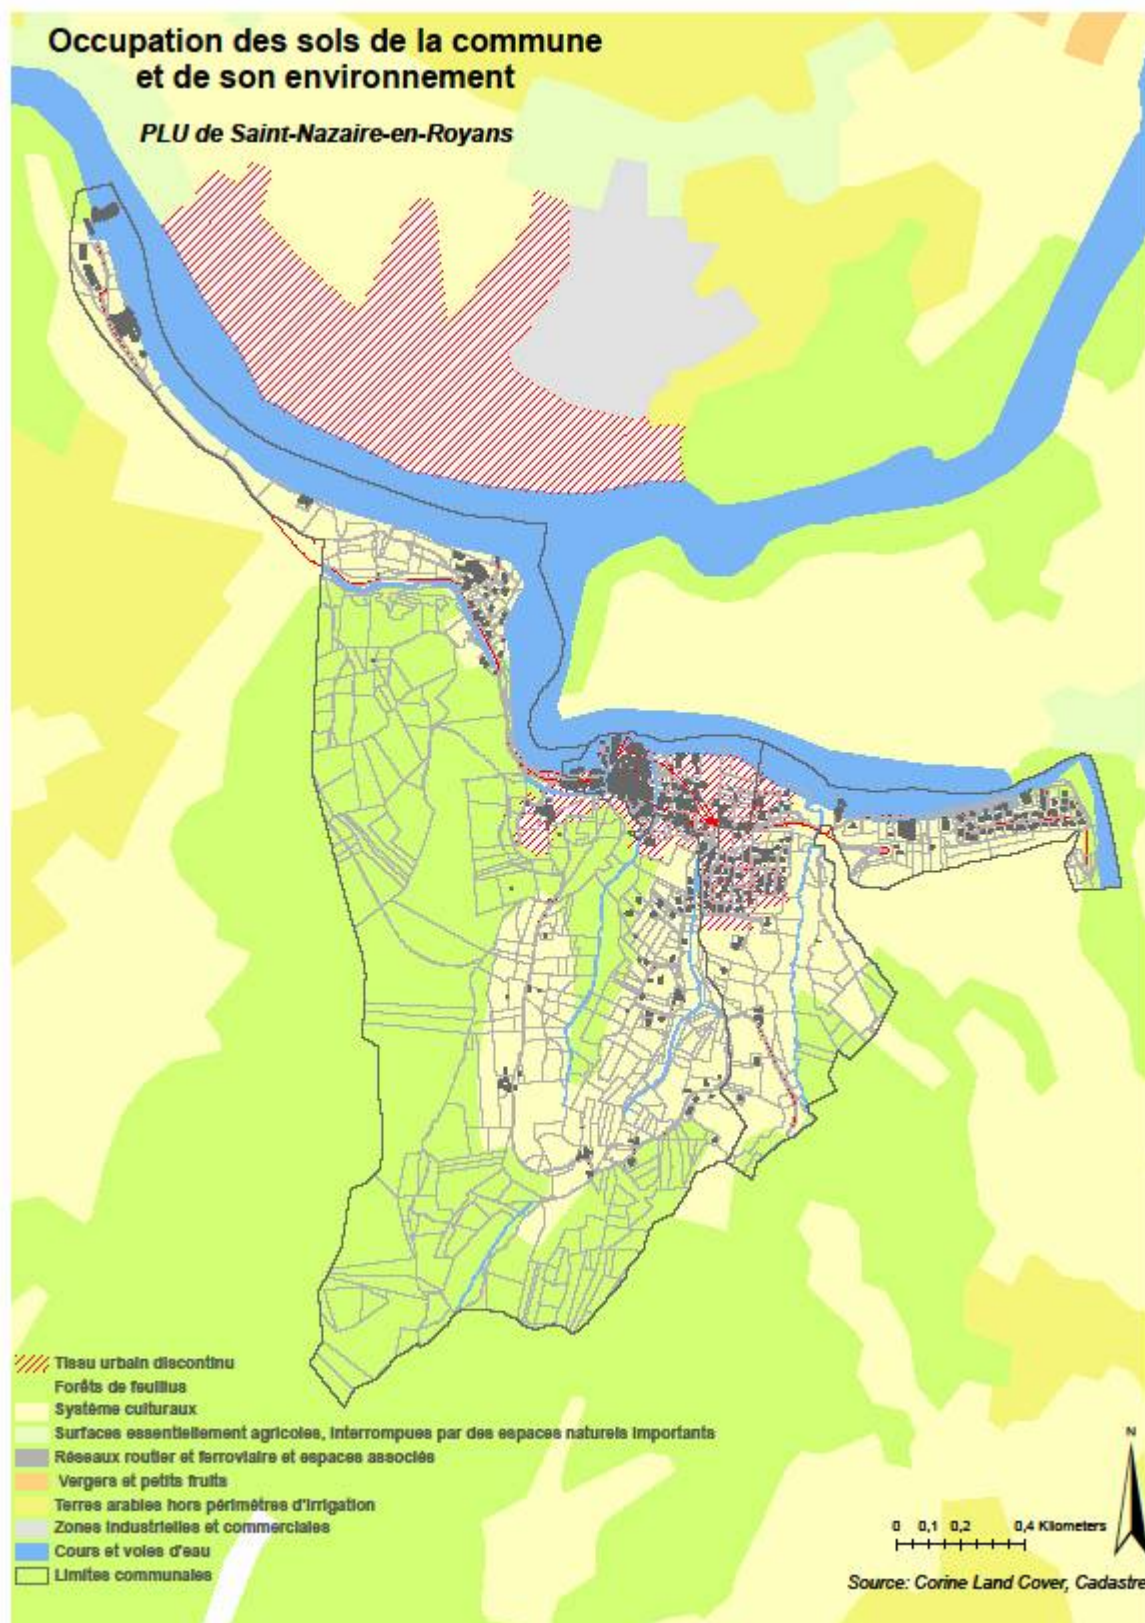 Occupation des sols de la commune
et de son environnement
PLU de Saint-Nazaire-en-Royans
Tissu urbain discontinu
Forêts de feuillus
Système culturaux
Surfaces essentiellement agricoles, interrompues par des espaces naturels importants
Réseaux routier et ferroviaire et espaces associés
Vergers et petits fruits
Terres arables hors périmètres d'irrigation
Zones industrielles et commerciales
Cours et voies d'eau
Limites communales
N
0 0,1 0,2 0,4 Kilometers
Source: Corine Land Cover, Cadastre